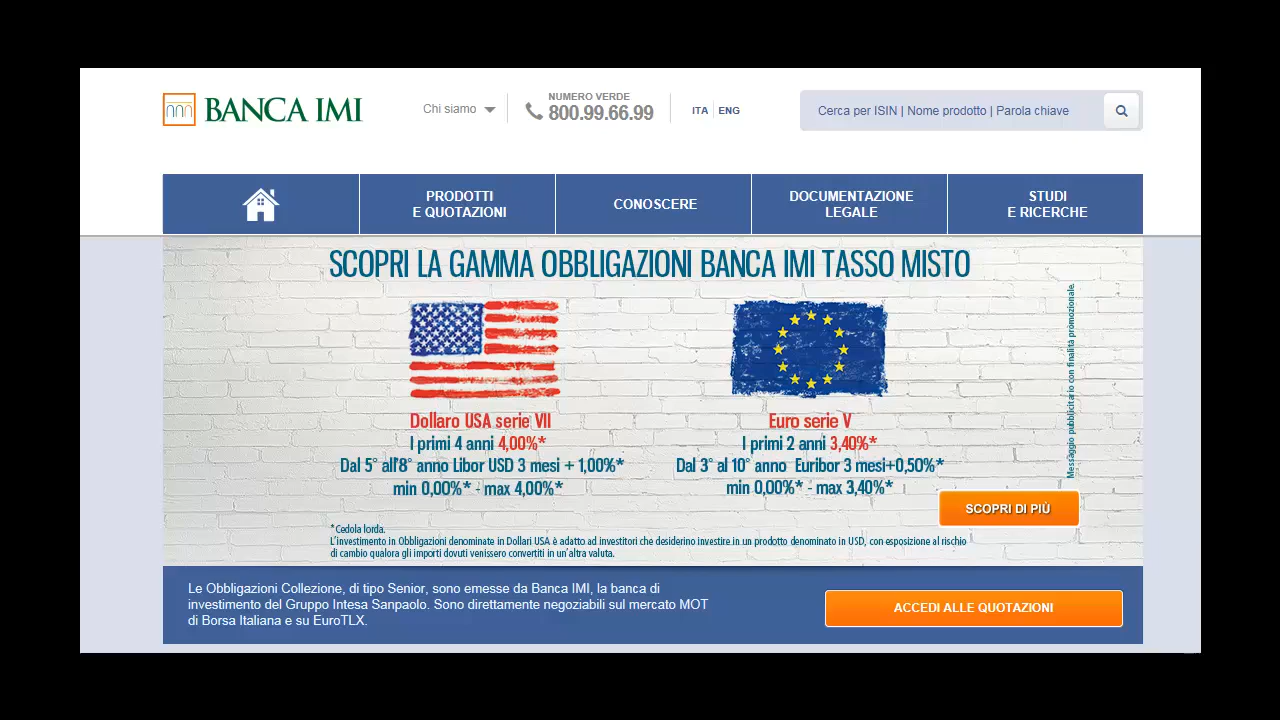 BANCA IMI
Chi siamo
NUMERO VERDE
800.99.66.99
ITA ENG
Cerca per ISIN | Nome prodotto | Parola chiave
PRODOTTI
E QUOTAZIONI
CONOSCERE
DOCUMENTAZIONE
LEGALE
STUDI
E RICERCHE
SCOPRI LA GAMMA OBBLIGAZIONI BANCA IMI TASSO MISTO
Dollaro USA serie VII
I primi 4 anni 4,00%*
Dal 5° all'8° anno Libor USD 3 mesi + 1,00%*
min 0,00%* - max 4,00%*
Euro serie V
I primi 2 anni 3,40%*
Dal 3° al 10° anno Euribor 3 mesi+0,50%*
min 0,00%* - max 3,40%*
Messaggio pubblicitario con finalità promozionale.
SCOPRI DI PIÙ
*Cedola lorda.
L'investimento in Obbligazioni denominate in Dollari USA è adatto ad investitori che desiderino investire in un prodotto denominato in USD, con esposizione al rischio
di cambio qualora gli importi dovuti venissero convertiti in un'altra valuta.
Le Obbligazioni Collezione, di tipo Senior, sono emesse da Banca IMI, la banca di
investimento del Gruppo Intesa Sanpaolo. Sono direttamente negoziabili sul mercato MOT
di Borsa Italiana e su EuroTLX.
ACCEDI ALLE QUOTAZIONI